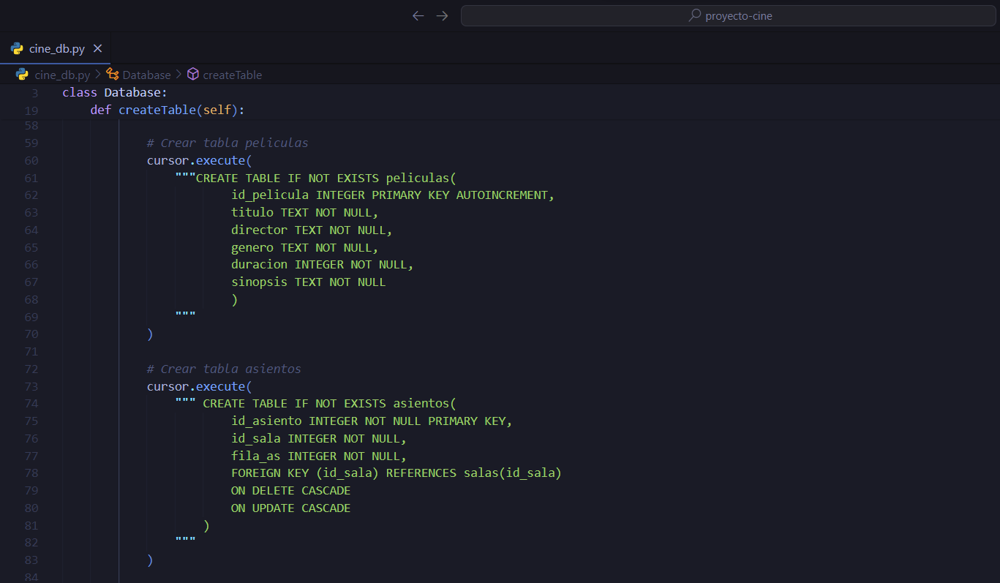 proyecto-cine
cine_db.py
cine_db.py > Database > createTable
3 class Database:
19 def createTable(self):
58
59 # Crear tabla peliculas
60 cursor.execute(
61 """CREATE TABLE IF NOT EXISTS peliculas(
62 id_pelicula INTEGER PRIMARY KEY AUTOINCREMENT,
63 titulo TEXT NOT NULL,
64 director TEXT NOT NULL,
65 genero TEXT NOT NULL,
66 duracion INTEGER NOT NULL,
67 sinopsis TEXT NOT NULL
68 )
69 """
70 )
71
72 # Crear tabla asientos
73 cursor.execute(
74 """ CREATE TABLE IF NOT EXISTS asientos(
75 id_asiento INTEGER NOT NULL PRIMARY KEY,
76 id_sala INTEGER NOT NULL,
77 fila_as INTEGER NOT NULL,
78 FOREIGN KEY (id_sala) REFERENCES salas(id_sala)
79 ON DELETE CASCADE
80 ON UPDATE CASCADE
81 )
82 """
83 )
84